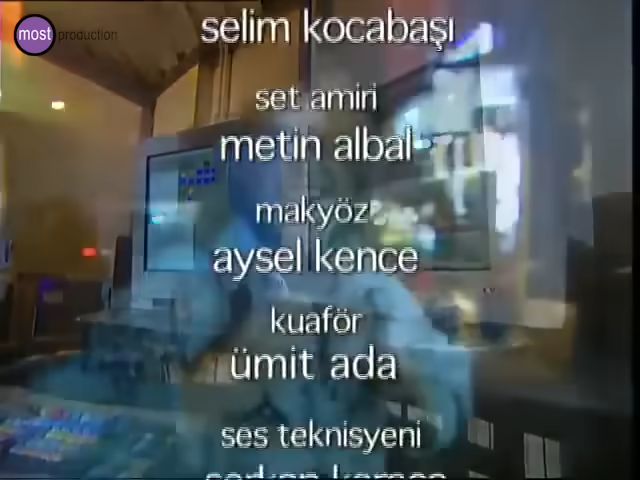 most production
selim kocabaşı
set amiri
metin albal
makyöz
aysel kence
kuaför
ümit ada
ses teknisyeni